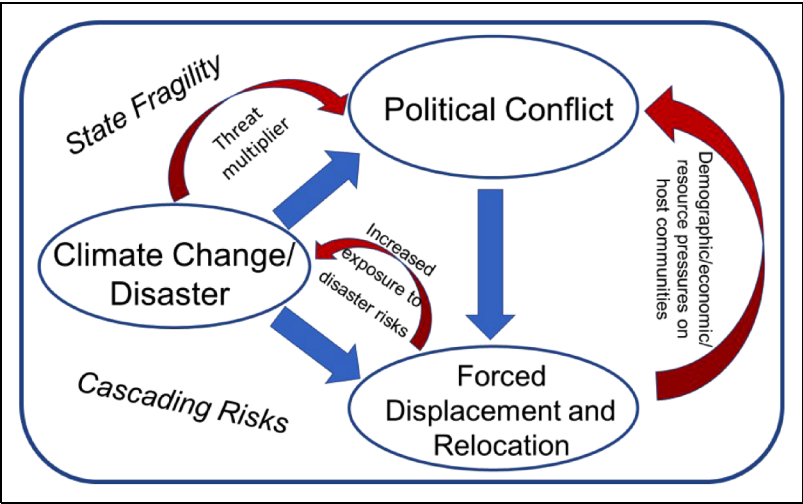 State Fragility
Threat
multiplier
Political Conflict
Demographic/economic/
resource pressures on
host communities
Climate Change/
Disaster
Increased
exposure to
disaster risks
Cascading Risks
Forced
Displacement and
Relocation